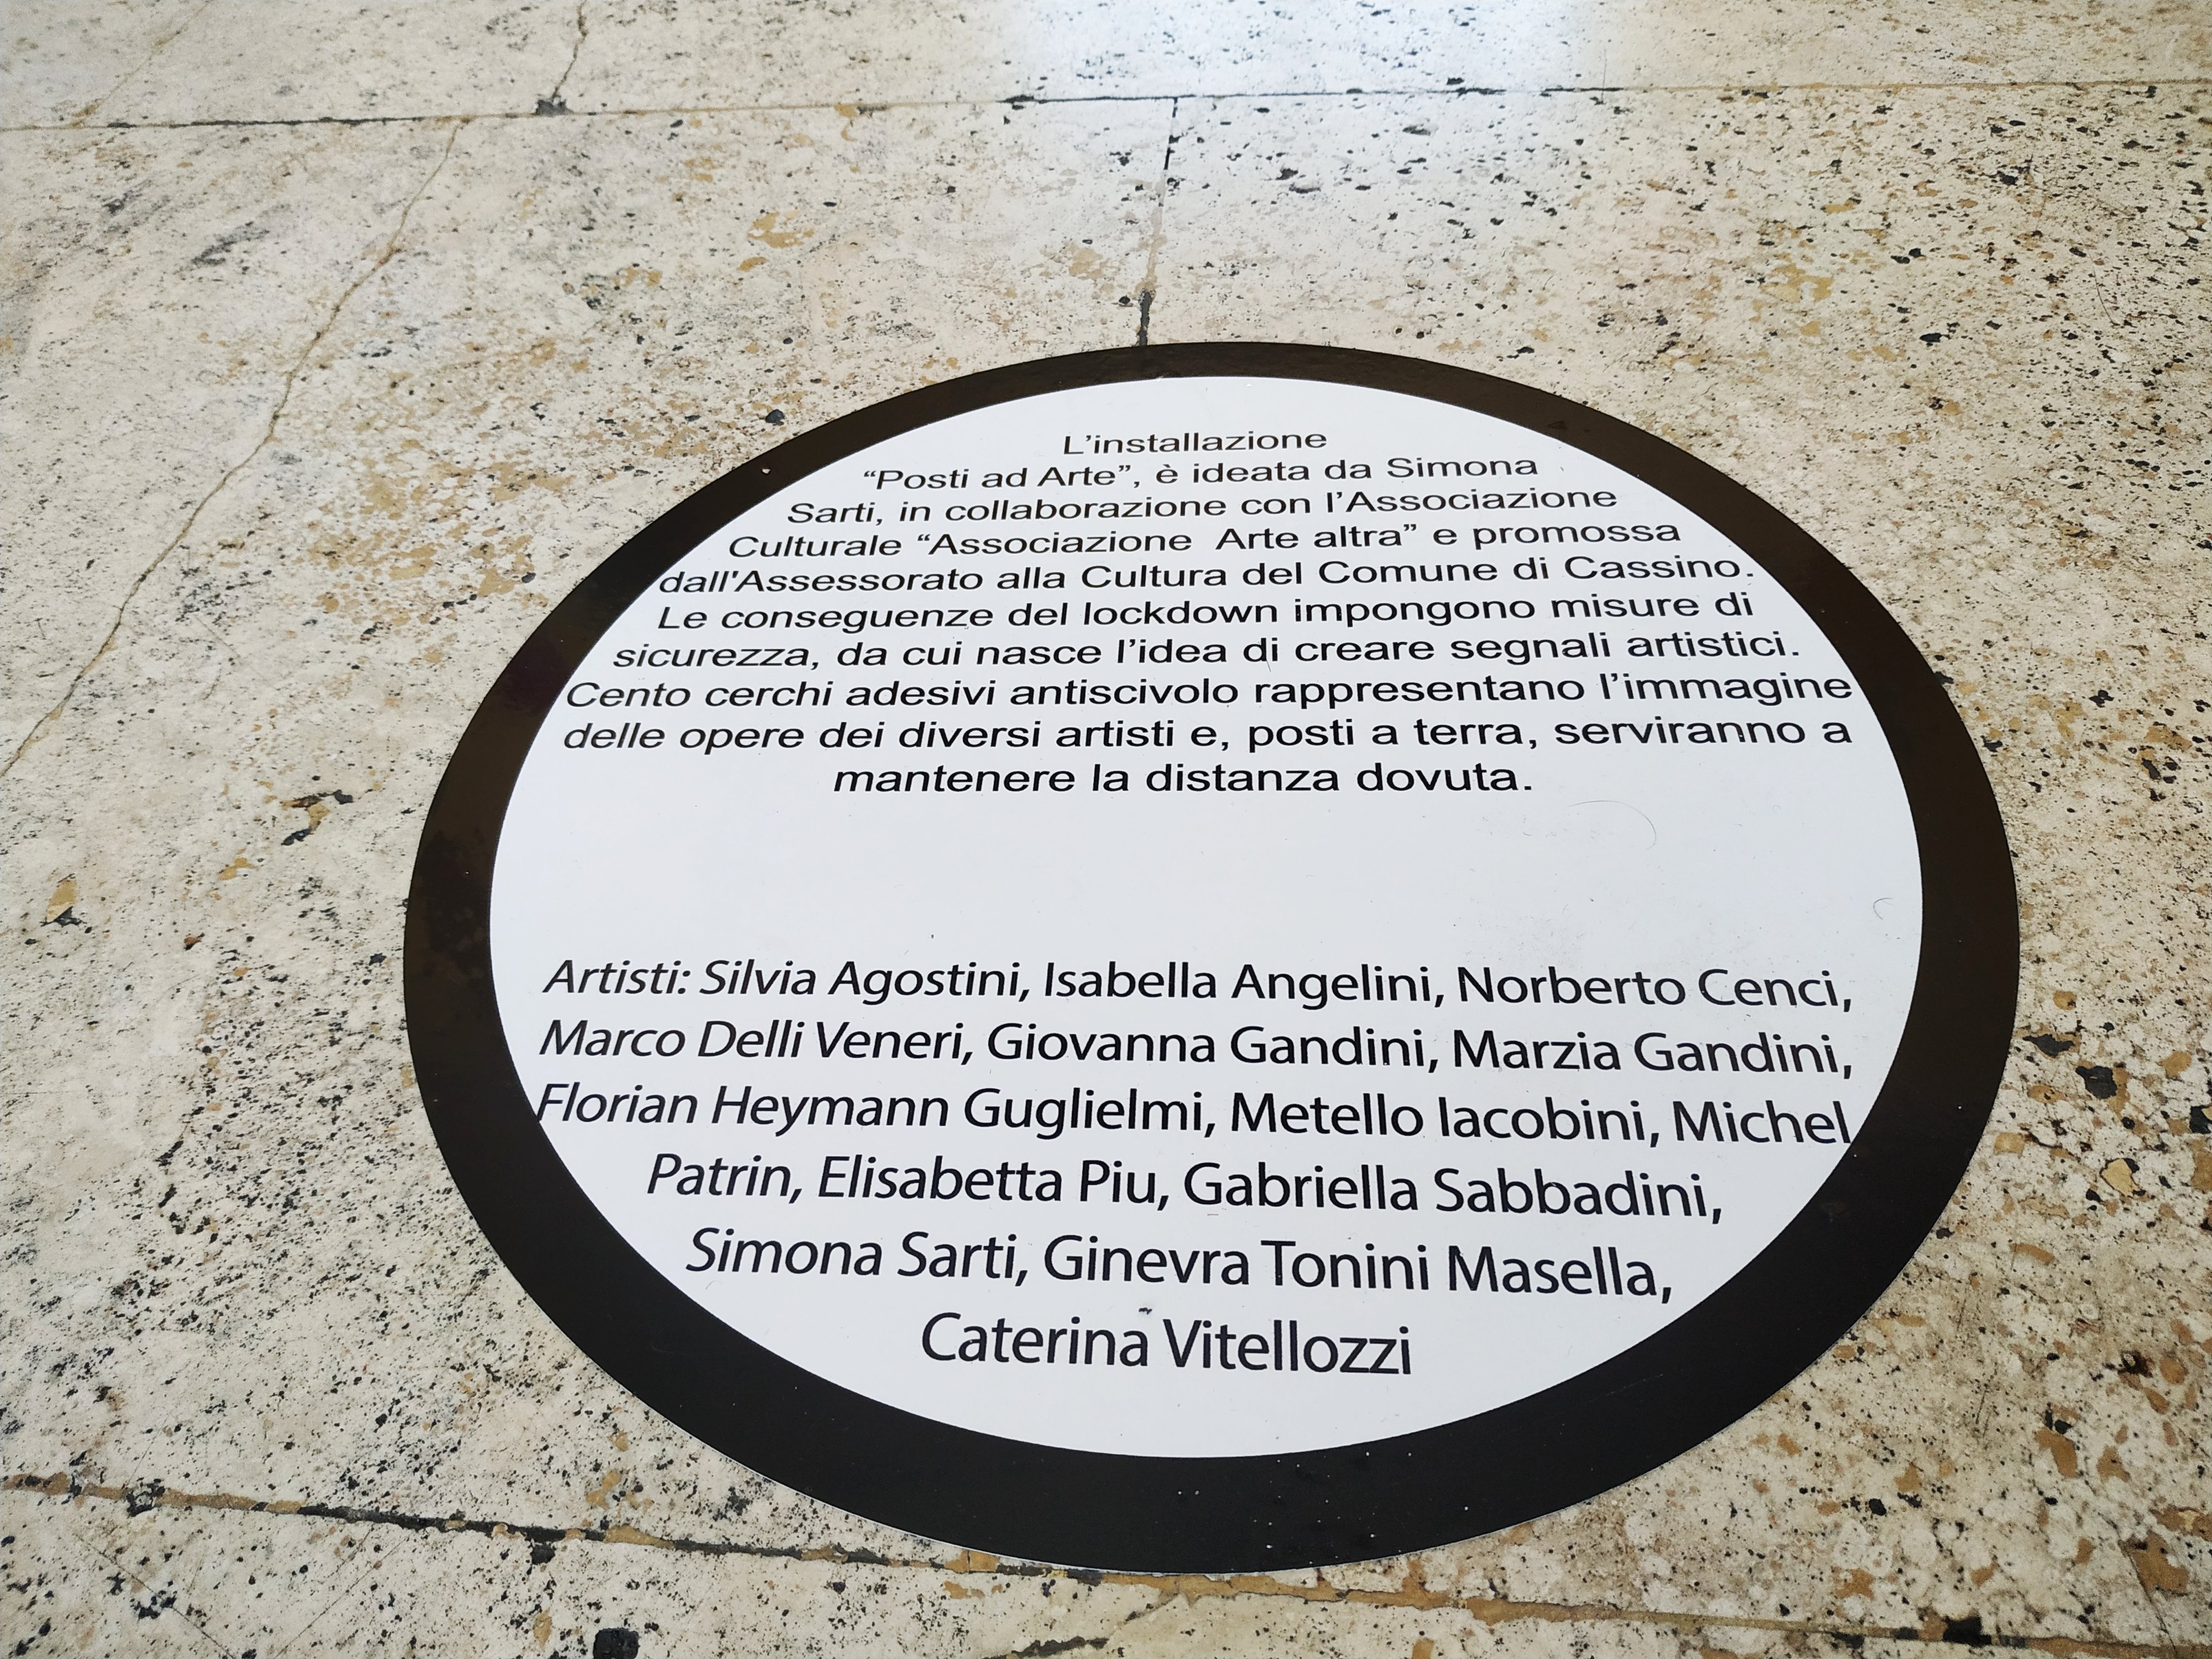 L’installazione
“Posti ad Arte”, è ideata da Simona
Sarti, in collaborazione con l’Associazione
Culturale “Associazione  Arte altra” e promossa
dall'Assessorato alla Cultura del Comune di Cassino.
Le conseguenze del lockdown impongono misure di
sicurezza, da cui nasce l’idea di creare segnali artistici.
Cento cerchi adesivi antiscivolo rappresentano l’immagine
delle opere dei diversi artisti e, posti a terra, serviranno a
mantenere la distanza dovuta.
Artisti: Silvia Agostini, Isabella Angelini, Norberto Cenci,
Marco Delli Veneri, Giovanna Gandini, Marzia Gandini,
Florian Heymann Guglielmi, Metello Iacobini, Michel
Patrin, Elisabetta Piu, Gabriella Sabbadini,
Simona Sarti, Ginevra Tonini Masella,
Caterina Vitellozzi